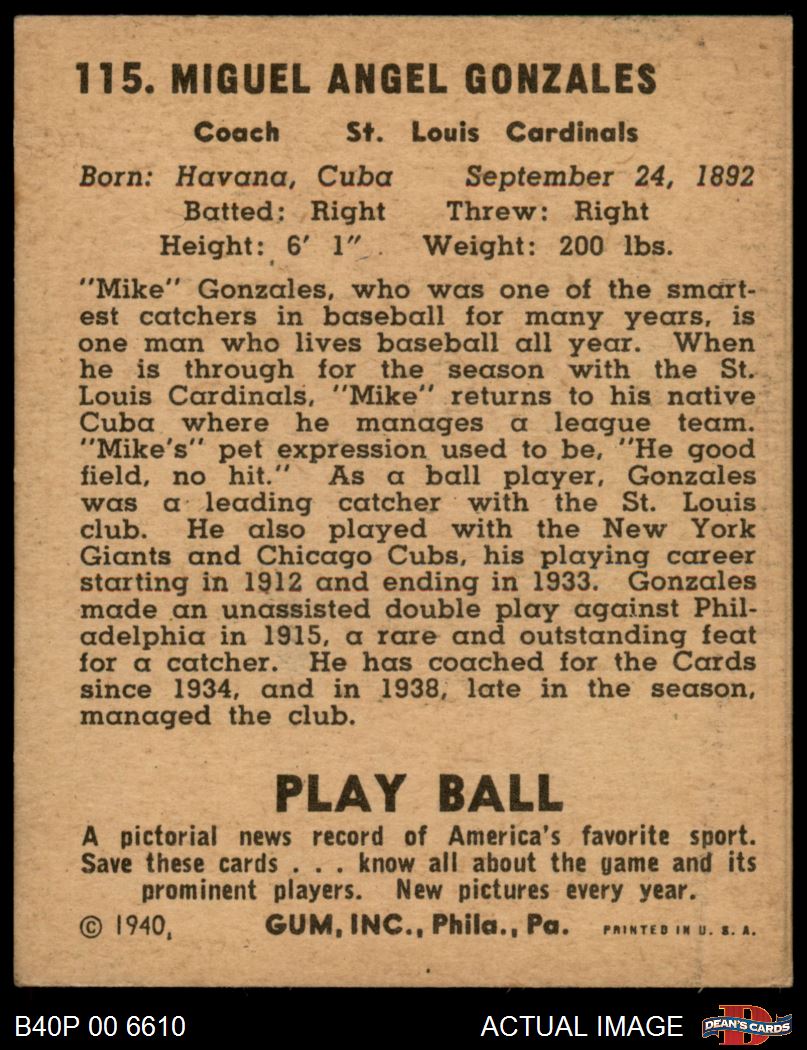 115. MIGUEL ANGEL GONZALES
Coach St. Louis Cardinals
Born: Havana, Cuba September 24, 1892
Batted: Right Threw: Right
Height: 6' 1" Weight: 200 lbs.
"Mike" Gonzales, who was one of the smart-
est catchers in baseball for many years, is
one man who lives baseball all year. When
he is through for the season with the St.
Louis Cardinals, "Mike" returns to his native
Cuba where he manages a league team.
"Mike's" pet expression used to be, "He good
field, no hit." As a ball player, Gonzales
was a leading catcher with the St. Louis
club. He also played with the New York
Giants and Chicago Cubs, his playing career
starting in 1912 and ending in 1933. Gonzales
made an unassisted double play against Phil-
adelphia in 1915, a rare and outstanding feat
for a catcher. He has coached for the Cards
since 1934, and in 1938, late in the season,
managed the club.
PLAY BALL
A pictorial news record of America's favorite sport.
Save these cards . . . know all about the game and its
prominent players. New pictures every year.
© 1940, GUM, INC., Phila., Pa. PRINTED IN U. S. A.
B40P 00 6610 ACTUAL IMAGE DEAN'S CARDS